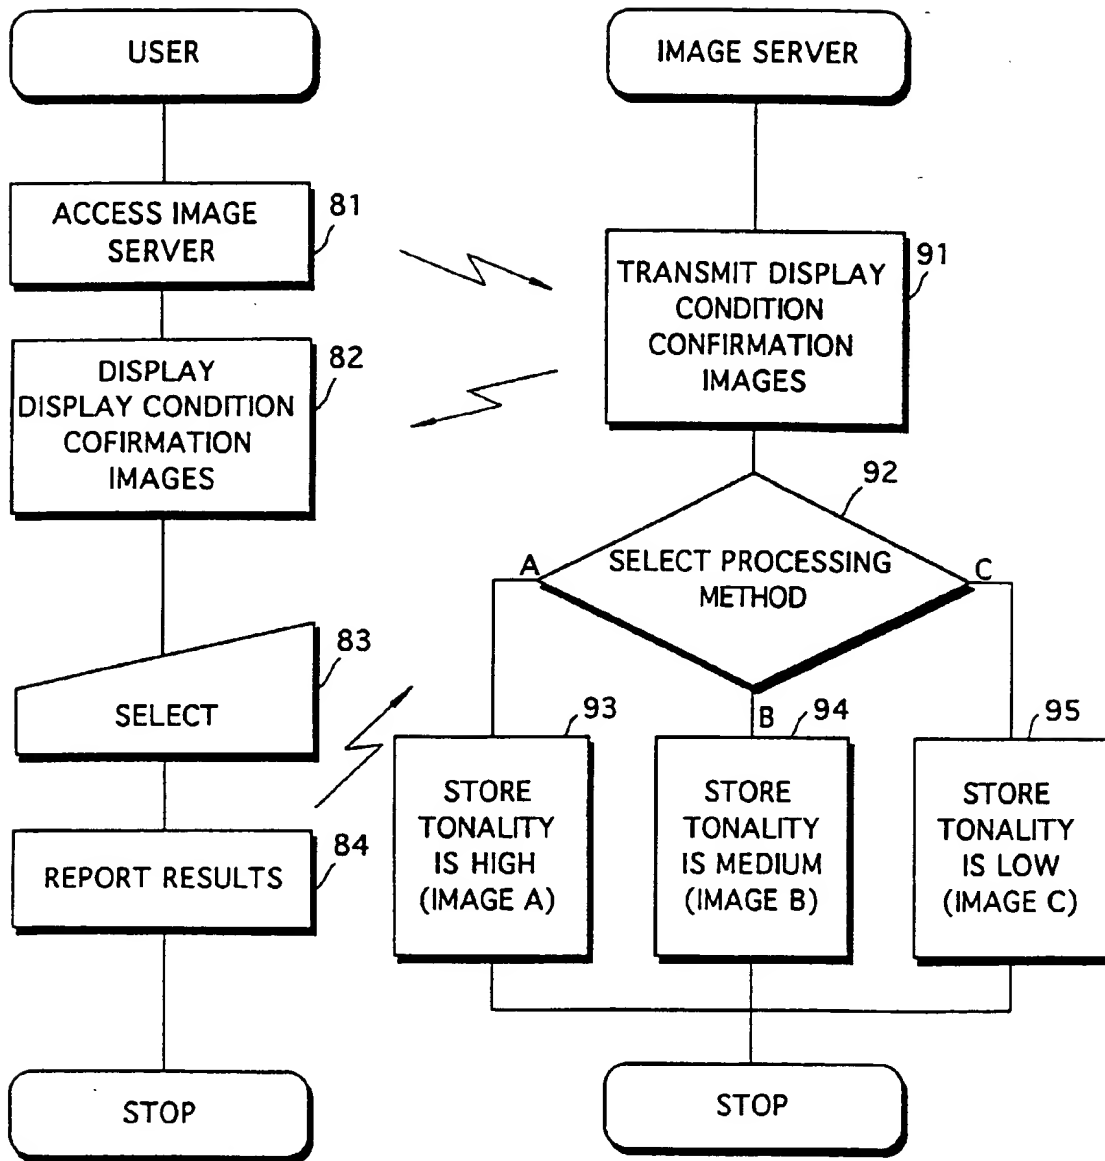 USER
ACCESS IMAGE
SERVER
81
DISPLAY
DISPLAY CONDITION
COFIRMATION
IMAGES
82
SELECT
83
REPORT RESULTS
84
STOP
IMAGE SERVER
TRANSMIT DISPLAY
CONDITION
CONFIRMATION
IMAGES
91
SELECT PROCESSING
METHOD
92
A
B
C
STORE
TONALITY
IS HIGH
(IMAGE A)
93
STORE
TONALITY
IS MEDIUM
(IMAGE B)
94
STORE
TONALITY
IS LOW
(IMAGE C)
95
STOP